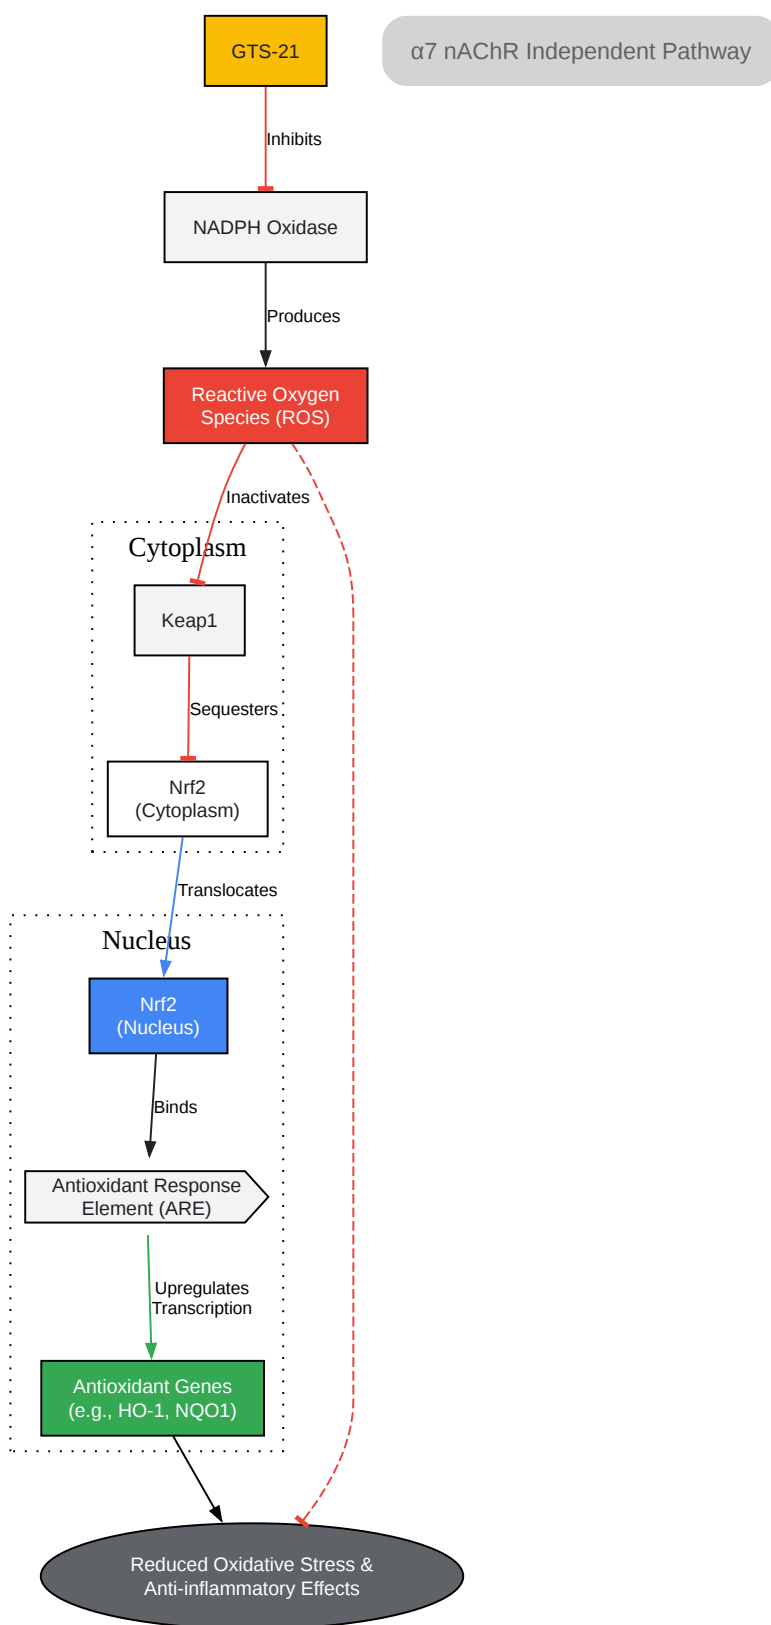 GTS-21
α7 nAChR Independent Pathway
Inhibits
NADPH Oxidase
Produces
Reactive Oxygen
Species (ROS)
Inactivates
Cytoplasm
Keap1
Sequesters
Nrf2
(Cytoplasm)
Translocates
Nucleus
Nrf2
(Nucleus)
Binds
Antioxidant Response
Element (ARE)
Upregulates
Transcription
Antioxidant Genes
(e.g., HO-1, NQO1)
Reduced Oxidative Stress &
Anti-inflammatory Effects